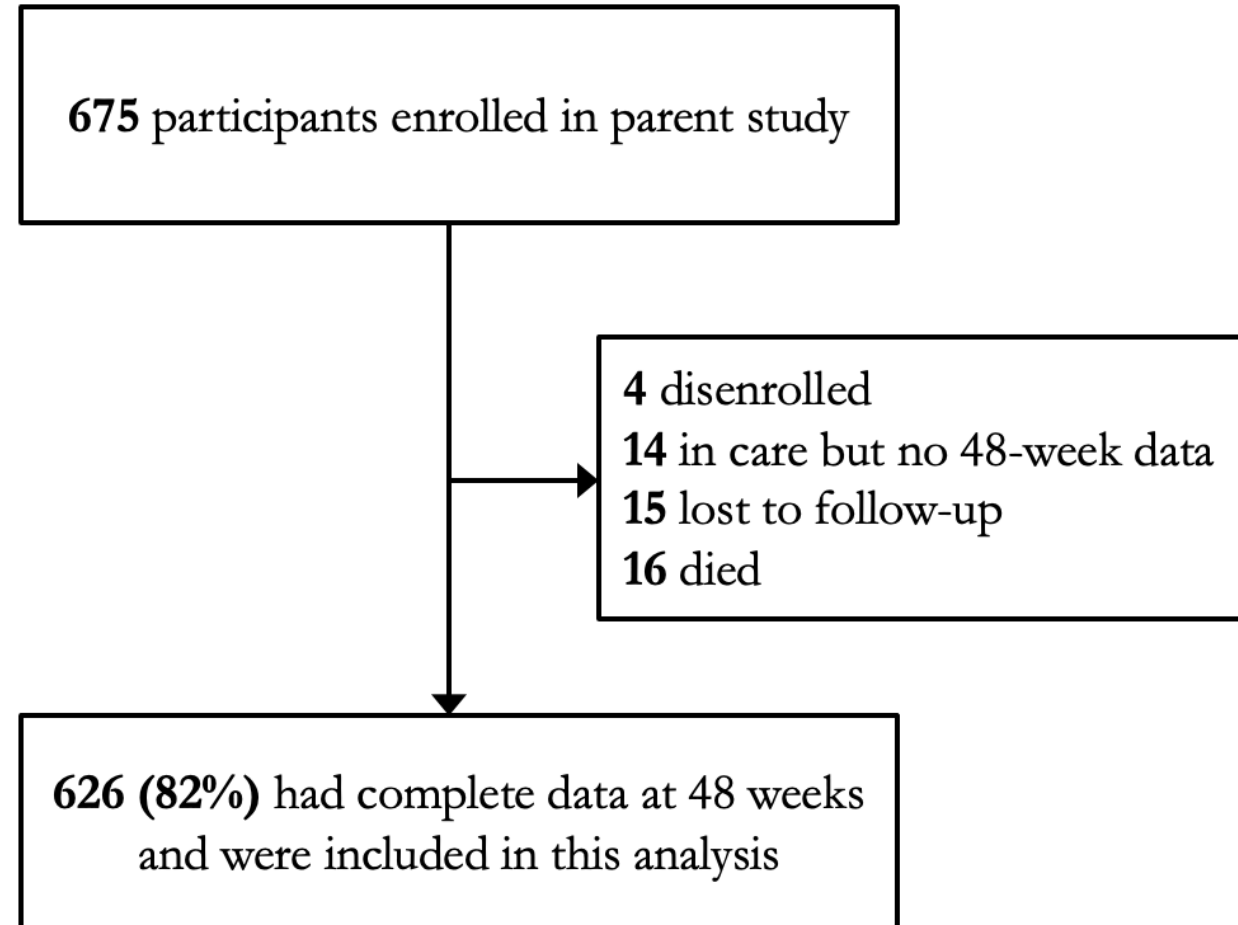 675 participants enrolled in parent study
4 disenrolled
14 in care but no 48-week data
15 lost to follow-up
16 died
626 (82%) had complete data at 48 weeks
and were included in this analysis